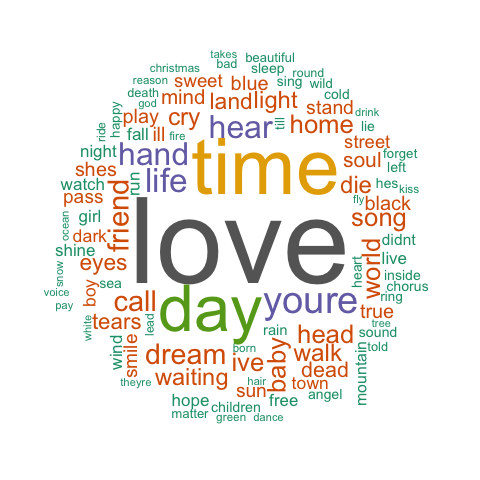 takes
christmas
bad
beautiful
sleep
round
reason
sweet
blue
sing
wild
death
mind
land
light
cold
god
play
cry
hear
till
stand
drink
happy
fall
ill
fire
home
lie
ride
night
hand
time
street
shes
run
life
soul
forget
left
watch
die
hes
kiss
pass
friend
love
fly
black
girl
song
ocean
dark
didnt
shine
eyes
world
heart
live
snow
boy
sea
inside
voice
call
day
youre
chorus
ring
pay
tears
lead
true
white
rain
head
sound
tree
wind
smile
dream
born
ive
baby
walk
told
theyre
waiting
hair
sun
town
dead
mountain
hope
children
free
angel
matter
green
dance